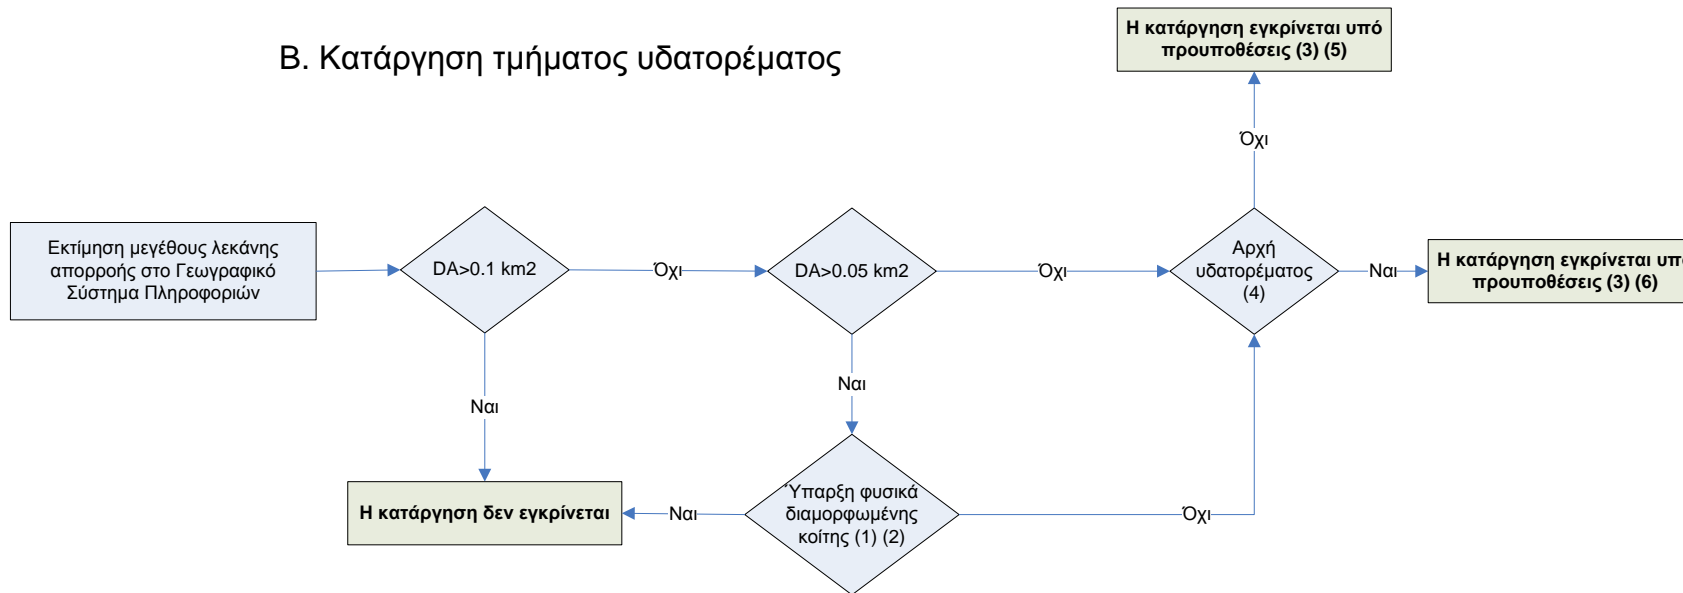 Β. Κατάργηση τμήματος υδατορέματος
Η κατάργηση εγκρίνεται υπό
προυποθέσεις (3) (5)
Όχι
Εκτίμηση μεγέθους λεκάνης
απορροής στο Γεωγραφικό
Σύστημα Πληροφοριών
DA>0.1 km2
Όχι
DA>0.05 km2
Όχι
Αρχή
υδατορέματος
(4)
Ναι
Η κατάργηση εγκρίνεται υπό
προυποθέσεις (3) (6)
Ναι
Ναι
Η κατάργηση δεν εγκρίνεται
Ναι
Ύπαρξη φυσικά
διαμορφωμένης
κοίτης (1) (2)
Όχι